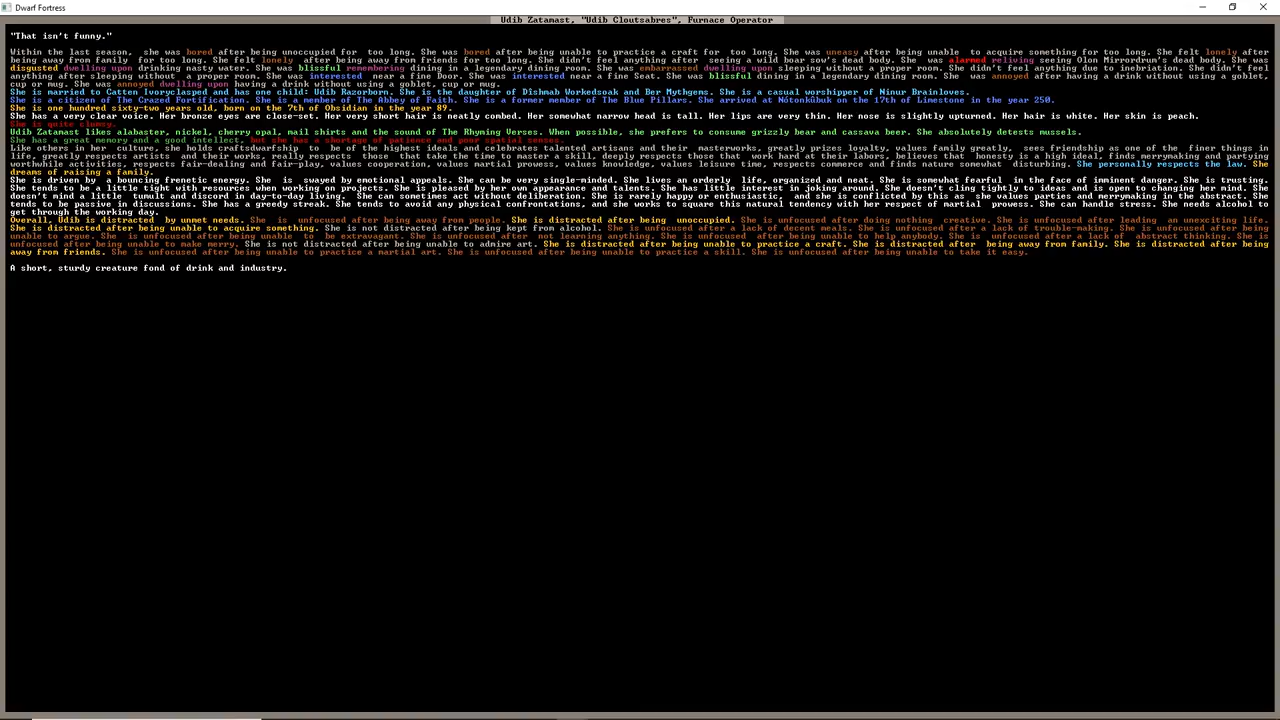 Dwarf Fortress
Udib Zatamast, "Udib Cloutsabres", Furnace Operator
"That isn't funny."
Within the last season, she was bored after being unoccupied for too long. She was bored after being unable to practice a craft for too long. She was uneasy after being unable to acquire something for too long. She felt lonely after
being away from family for too long. She felt lonely after being away from friends for too long. She didn't feel anything after seeing a wild boar sow's dead body. She was alarmed reliving seeing Olon Mirrordrum's dead body. She was
disgusted dwelling upon drinking nasty water. She was blissful remembering dining in a legendary dining room. She was embarrassed dwelling upon sleeping without a proper room. She didn't feel anything due to inebriation. She didn't feel
anything after sleeping without a proper room. She was interested near a fine Door. She was interested near a fine Seat. She was blissful dining in a legendary dining room. She was annoyed after having a drink without using a goblet,
cup or mug. She was annoyed dwelling upon having a drink without using a goblet, cup or mug.
She is married to Catten Ivoryclasped and has one child: Udib Razorborn. She is the daughter of Dishmab Workedsoak and Ber Mythgems. She is a casual worshipper of Ninur Brainloves.
She is a citizen of The Crazed Fortification. She is a member of The Abbey of Faith. She is a former member of The Blue Pillars. She arrived at Nótonkûbuk on the 17th of Limestone in the year 250.
She is one hundred sixty-two years old, born on the 7th of Obsidian in the year 89.
She has a very clear voice. Her bronze eyes are close-set. Her very short hair is neatly combed. Her somewhat narrow head is tall. Her lips are very thin. Her nose is slightly upturned. Her hair is white. Her skin is peach.
She is quite clumsy.
Udib Zatamast likes alabaster, nickel, cherry opal, mail shirts and the sound of The Rhyming Verses. When possible, she prefers to consume grizzly bear and cassava beer. She absolutely detests mussels.
She has a great memory and a good intellect, but she has a shortage of patience and poor spatial senses.
Like others in her culture, she holds craftsdwarfship to be of the highest ideals and celebrates talented artisans and their masterworks, greatly prizes loyalty, values family greatly, sees friendship as one of the finer things in
life, greatly respects artists and their works, really respects those that take the time to master a skill, deeply respects those that work hard at their labors, believes that honesty is a high ideal, finds merrymaking and partying
worthwhile activities, respects fair-dealing and fair-play, values cooperation, values martial prowess, values knowledge, values leisure time, respects commerce and finds nature somewhat disturbing. She personally respects the law. She
dreams of raising a family.
She is driven by a bouncing frenetic energy. She is swayed by emotional appeals. She can be very single-minded. She lives an orderly life, organized and neat. She is somewhat fearful in the face of imminent danger. She is trusting.
She tends to be a little tight with resources when working on projects. She is pleased by her own appearance and talents. She has little interest in joking around. She doesn't cling tightly to ideas and is open to changing her mind. She
doesn't mind a little tumult and discord in day-to-day living. She can sometimes act without deliberation. She is rarely happy or enthusiastic, and she is conflicted by this as she values parties and merrymaking in the abstract. She
tends to be passive in discussions. She has a greedy streak. She tends to avoid any physical confrontations, and she works to square this natural tendency with her respect of martial prowess. She can handle stress. She needs alcohol to
get through the working day.
Overall, Udib is distracted by unmet needs. She is unfocused after being away from people. She is distracted after being unoccupied. She is unfocused after doing nothing creative. She is unfocused after leading an unexciting life.
She is distracted after being unable to acquire something. She is not distracted after being kept from alcohol. She is unfocused after a lack of decent meals. She is unfocused after a lack of trouble-making. She is unfocused after being
unable to argue. She is unfocused after being unable to be extravagant. She is unfocused after not learning anything. She is unfocused after being unable to help anybody. She is unfocused after a lack of abstract thinking. She is
unfocused after being unable to make merry. She is not distracted after being unable to admire art. She is distracted after being unable to practice a craft. She is distracted after being away from family. She is distracted after being
away from friends. She is unfocused after being unable to practice a martial art. She is unfocused after being unable to practice a skill. She is unfocused after being unable to take it easy.
A short, sturdy creature fond of drink and industry.